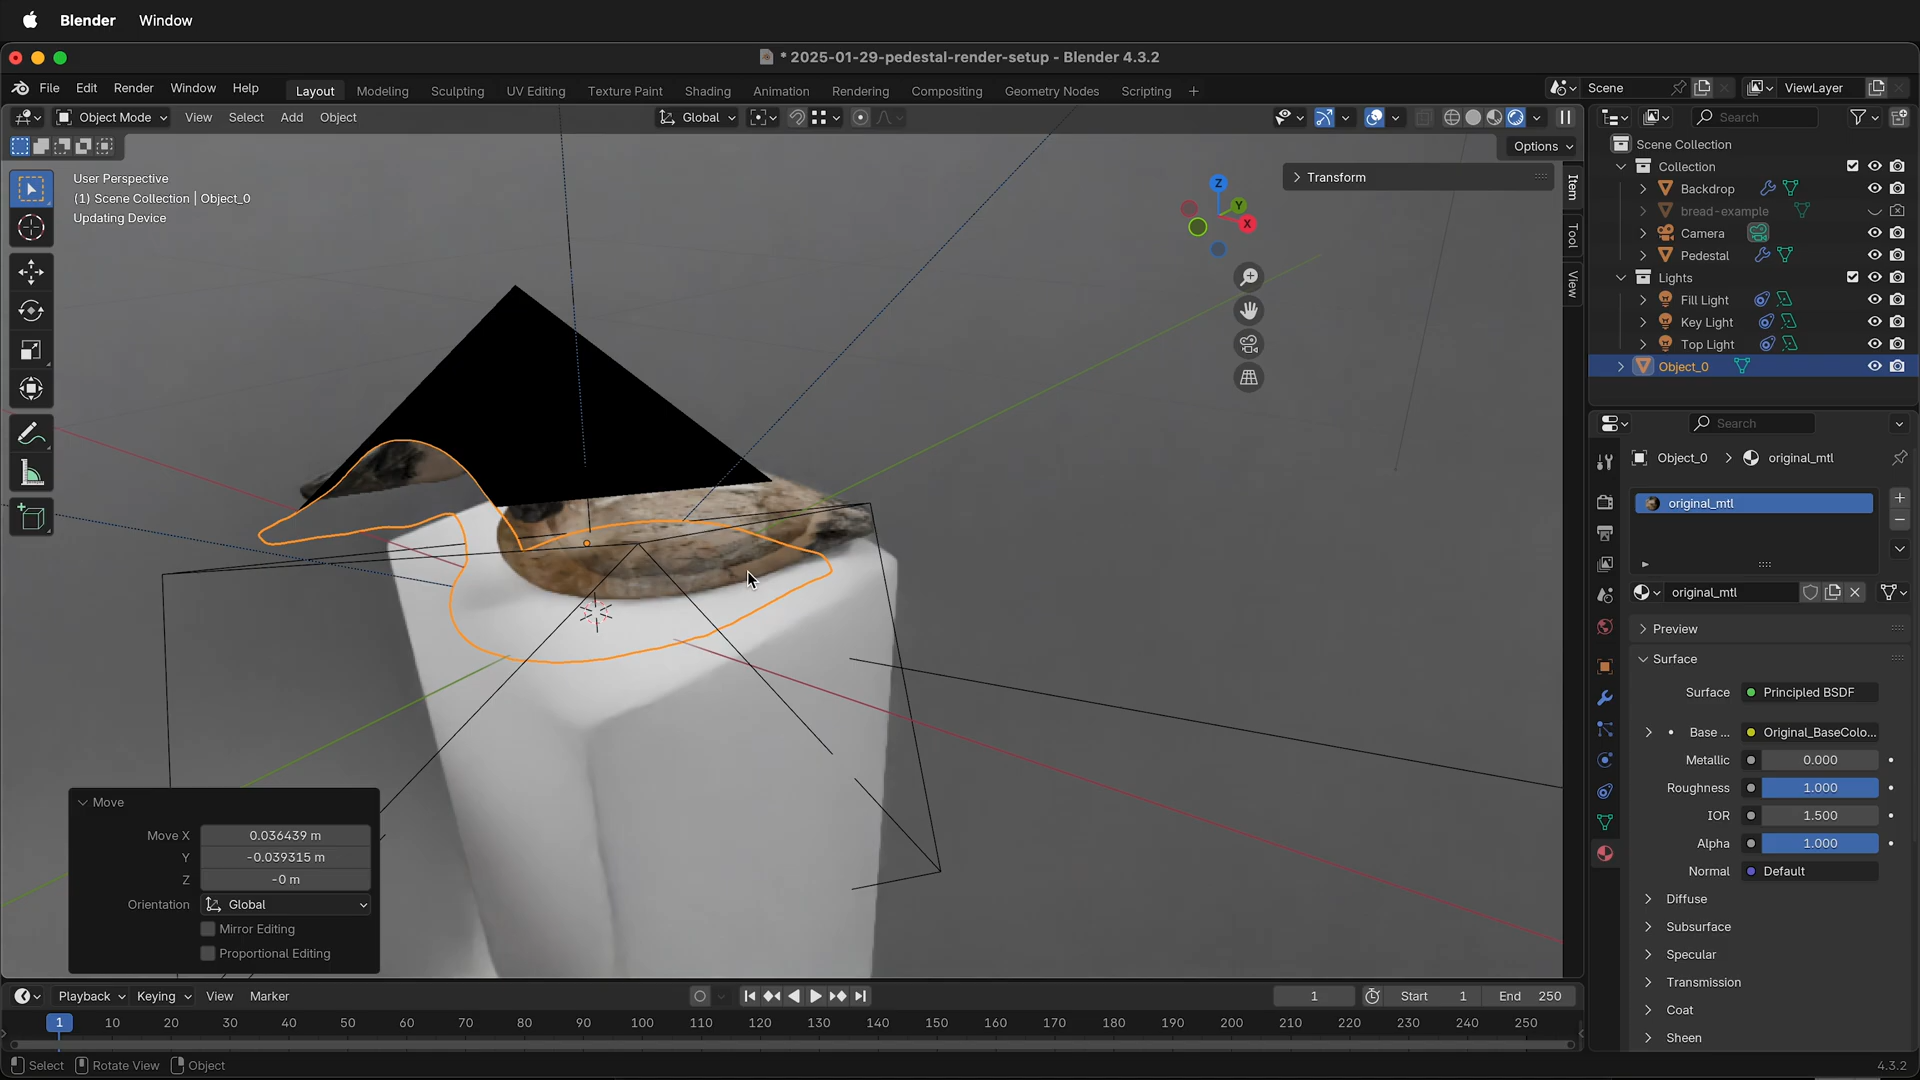 Blender Window
* 2025-01-29-pedestal-render-setup - Blender 4.3.2
File Edit Render Window Help Layout Modeling Sculpting UV Editing Texture Paint Shading Animation Rendering Compositing Geometry Nodes Scripting + Scene ViewLayer
Object Mode View Select Add Object Global Search
Options
Scene Collection
User Perspective
(1) Scene Collection | Object_0
Updating Device
Transform
Item
Tool
View
Z
Y
X
Collection
Backdrop
bread-example
Camera
Pedestal
Lights
Fill Light
Key Light
Top Light
Object_0
Search
Object_0 > original_mtl
original_mtl
original_mtl
Preview
Surface
Surface Principled BSDF
Base ... Original_BaseColo...
Metallic 0.000
Roughness 1.000
IOR 1.500
Alpha 1.000
Normal Default
Diffuse
Subsurface
Specular
Transmission
Coat
Sheen
Move
Move X 0.036439 m
Y -0.039315 m
Z -0 m
Orientation Global
Mirror Editing
Proportional Editing
Playback Keying View Marker 1 Start 1 End 250
1 10 20 30 40 50 60 70 80 90 100 110 120 130 140 150 160 170 180 190 200 210 220 230 240 250
Select Rotate View Object 4.3.2